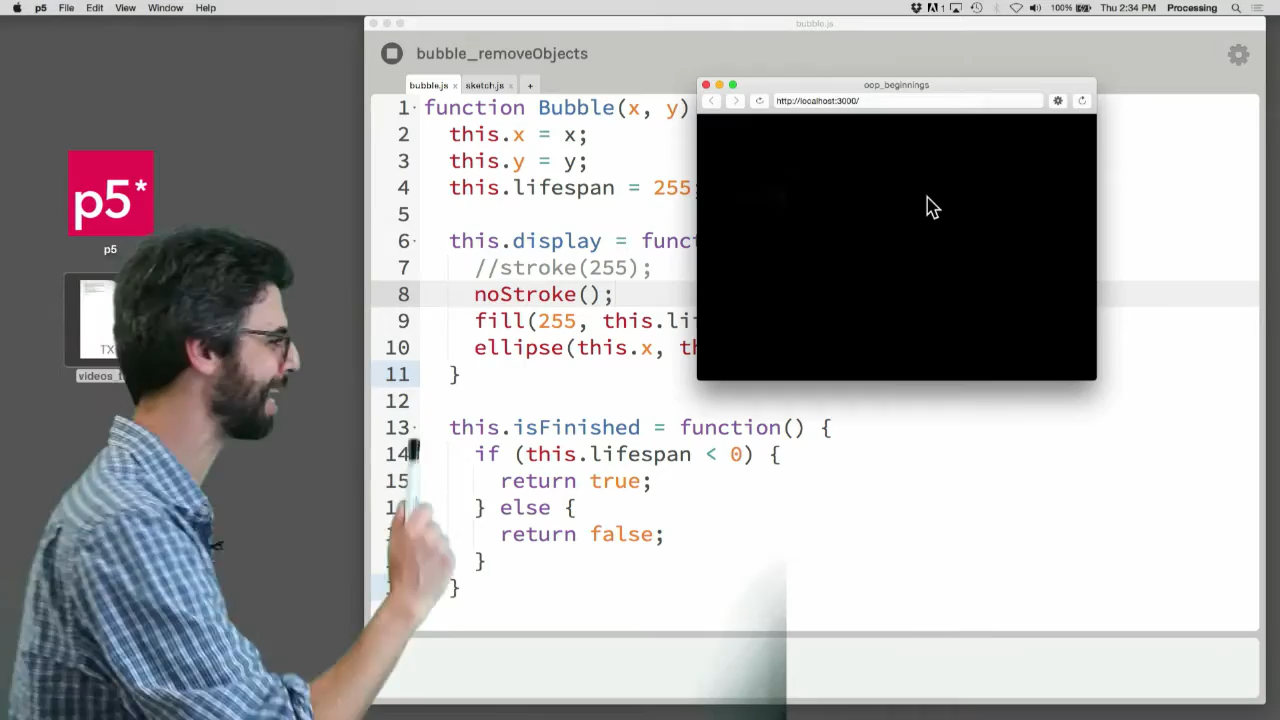 p5 File Edit View Window Help
1 100% Thu 2:34 PM Processing
bubble.js
bubble_removeObjects
bubble.js × sketch.js × +
oop_beginnings
http://localhost:3000/
1 function Bubble(x, y)
2 this.x = x;
3 this.y = y;
4 this.lifespan = 255;
5
6 this.display = func
7 //stroke(255);
8 noStroke();
9 fill(255, this.li
10 ellipse(this.x, th
11 }
12
13 this.isFinished = function() {
14 if (this.lifespan < 0) {
15 return true;
} else {
return false;
}
}
p5*
p5
TX
videos_